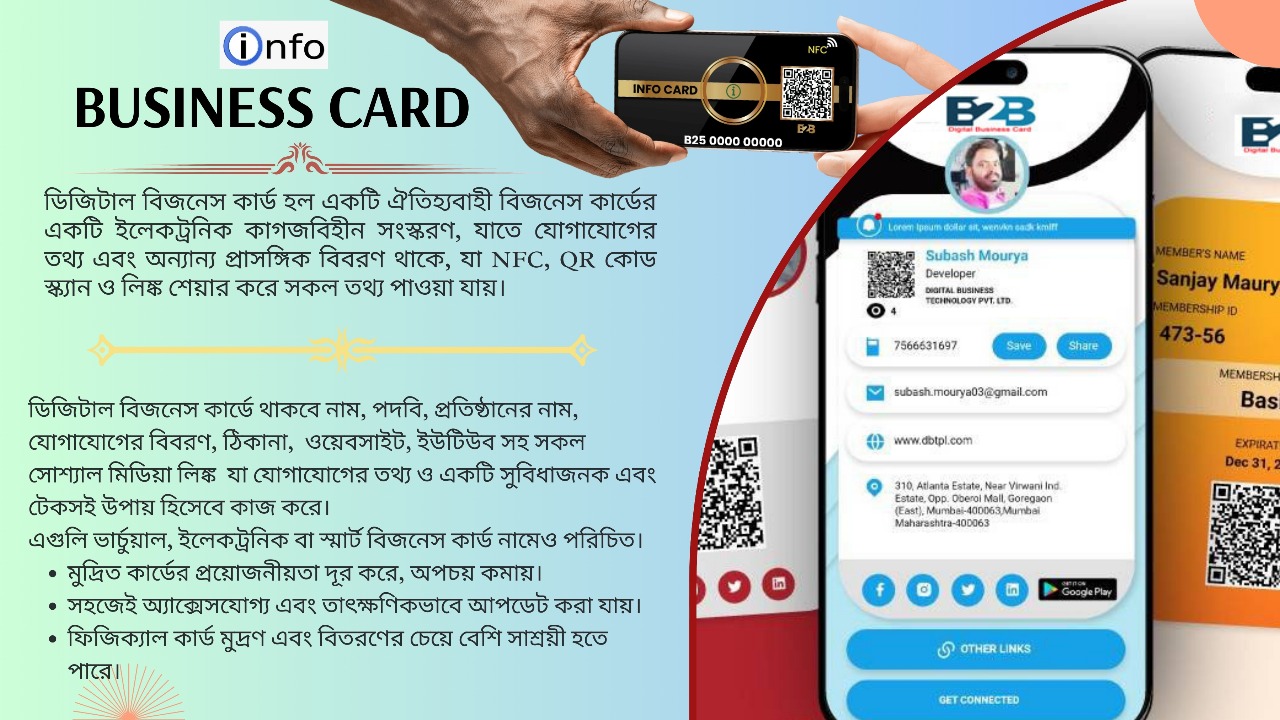 info
BUSINESS CARD
NFC
INFO CARD
B2B
B25 0000 00000
ডিজিটাল বিজনেস কার্ড হল একটি ঐতিহ্যবাহী বিজনেস কার্ডের
একটি ইলেকট্রনিক কাগজবিহীন সংস্করণ, যাতে যোগাযোগের
তথ্য এবং অন্যান্য প্রাসঙ্গিক বিবরণ থাকে, যা NFC, QR কোড
স্ক্যান ও লিঙ্ক শেয়ার করে সকল তথ্য পাওয়া যায়।
ডিজিটাল বিজনেস কার্ডে থাকবে নাম, পদবি, প্রতিষ্ঠানের নাম,
যোগাযোগের বিবরণ, ঠিকানা, ওয়েবসাইট, ইউটিউব সহ সকল
সোশ্যাল মিডিয়া লিঙ্ক যা যোগাযোগের তথ্য ও একটি সুবিধাজনক এবং
টেকসই উপায় হিসেবে কাজ করে।
এগুলি ভার্চুয়াল, ইলেকট্রনিক বা স্মার্ট বিজনেস কার্ড নামেও পরিচিত।
• মুদ্রিত কার্ডের প্রয়োজনীয়তা দূর করে, অপচয় কমায়।
• সহজেই অ্যাক্সেসযোগ্য এবং তাৎক্ষণিকভাবে আপডেট করা যায়।
• ফিজিক্যাল কার্ড মুদ্রণ এবং বিতরণের চেয়ে বেশি সাশ্রয়ী হতে
পারে।
B2B
Digital Business Card
Lorem ipsum dollar sit, wenvkn sadk kmlff
Subash Mourya
Developer
DIGITAL BUSINESS
TECHNOLOGY PVT. LTD.
4
7566631697
Save
Share
subash.mourya03@gmail.com
www.dbtpl.com
310, Atlanta Estate, Near Virwani Ind.
Estate, Opp. Oberoi Mall, Goregaon
(East), Mumbai-400063,Mumbai
Maharashtra-400063
GET IT ON
Google Play
OTHER LINKS
GET CONNECTED
MEMBER'S NAME
Sanjay Maury
MEMBERSHIP ID
473-56
MEMBERSH
Bas
EXPIRAT
Dec 31, 2